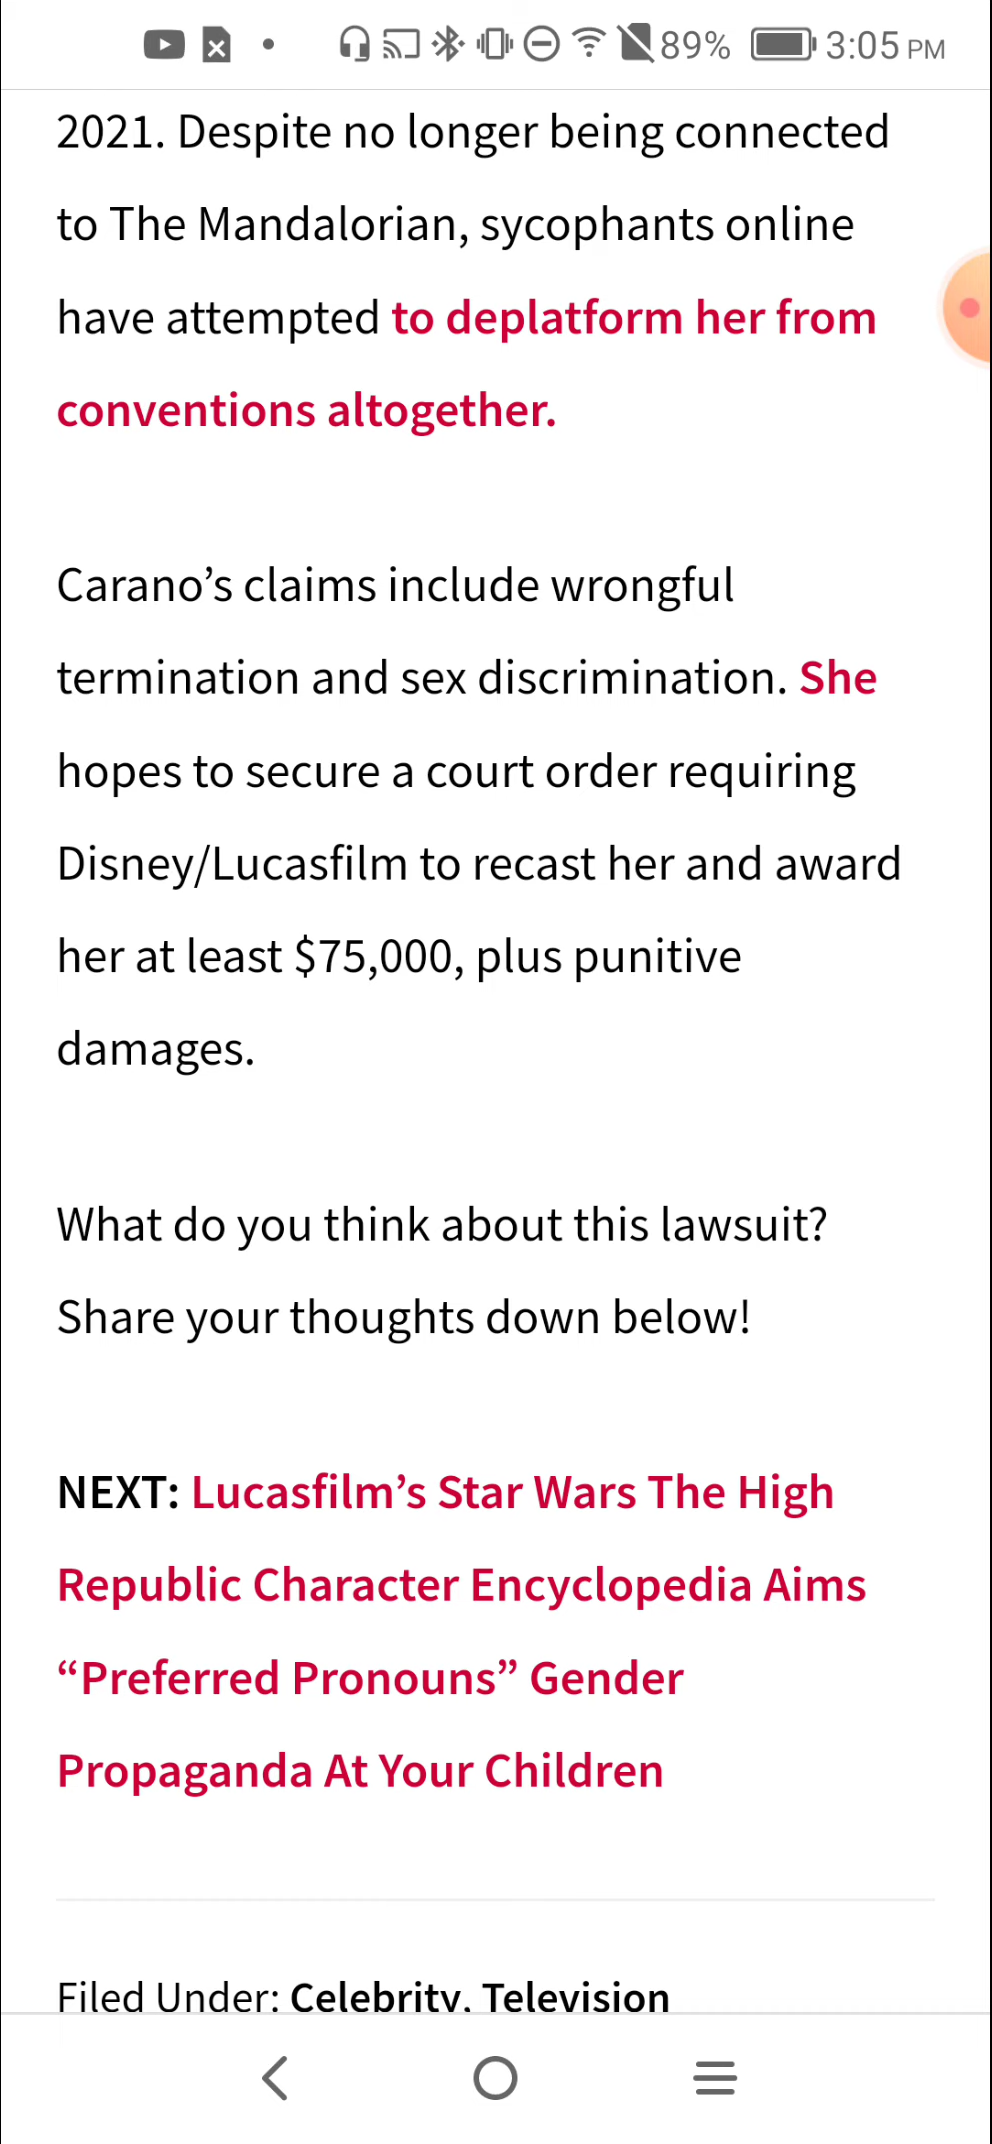 89% 3:05 PM
2021. Despite no longer being connected
to The Mandalorian, sycophants online
have attempted to deplatform her from
conventions altogether.
Carano’s claims include wrongful
termination and sex discrimination. She
hopes to secure a court order requiring
Disney/Lucasfilm to recast her and award
her at least $75,000, plus punitive
damages.
What do you think about this lawsuit?
Share your thoughts down below!
NEXT: Lucasfilm’s Star Wars The High
Republic Character Encyclopedia Aims
“Preferred Pronouns” Gender
Propaganda At Your Children
Filed Under: Celebrity, Television